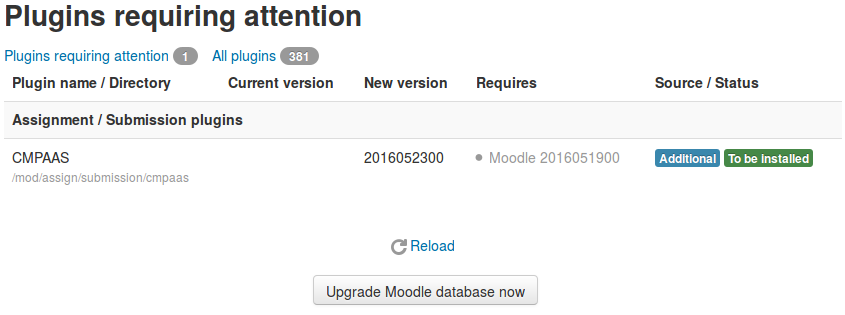 Plugins requiring attention
Plugins requiring attention 1 All plugins 381
Plugin name / Directory Current version New version Requires Source / Status
Assignment / Submission plugins
CMPAAS 2016052300 Moodle 2016051900 Additional To be installed
/mod/assign/submission/cmpaas
Reload
Upgrade Moodle database now